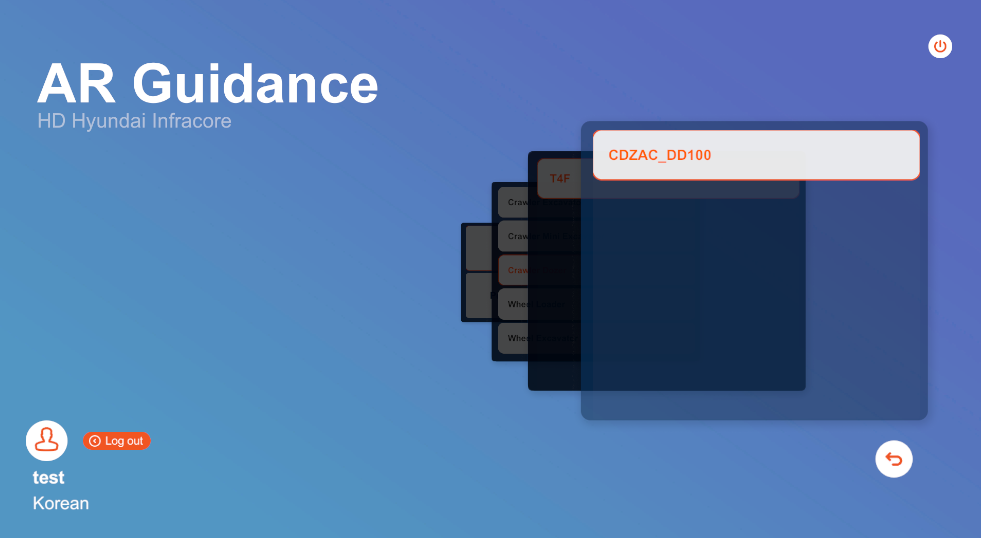 AR Guidance
HD Hyundai Infracore
CDZAC_DD100
T4F
Log out
test
Korean